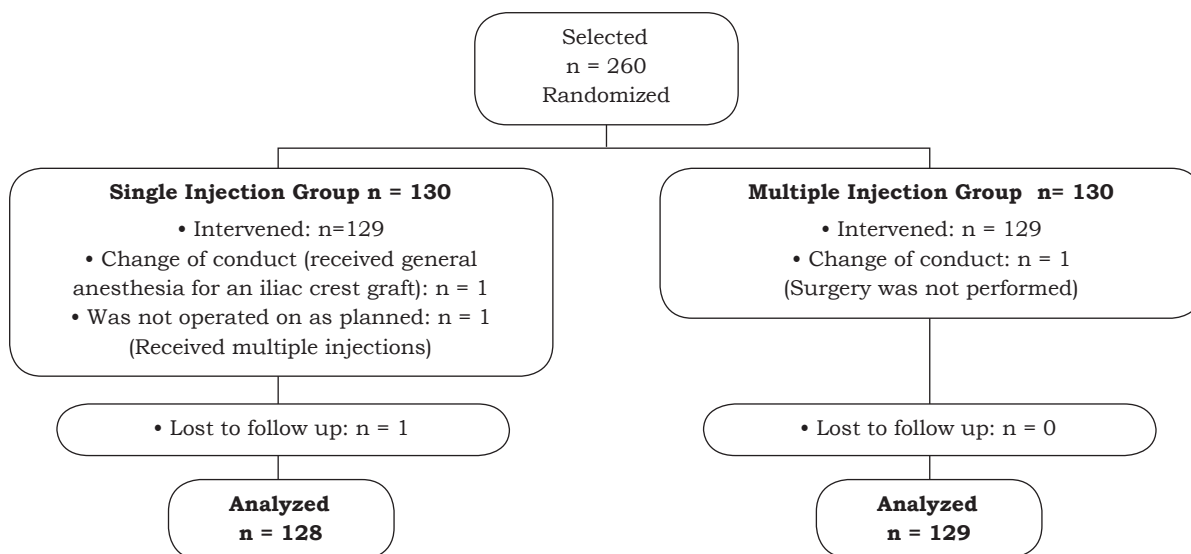 Selected
n = 260
Randomized
Single Injection Group n = 130
• Intervened: n=129
• Change of conduct (received general
anesthesia for an iliac crest graft): n = 1
• Was not operated on as planned: n = 1
(Received multiple injections)
Multiple Injection Group n= 130
• Intervened: n = 129
• Change of conduct: n = 1
(Surgery was not performed)
• Lost to follow up: n = 1
• Lost to follow up: n = 0
Analyzed
n = 128
Analyzed
n = 129